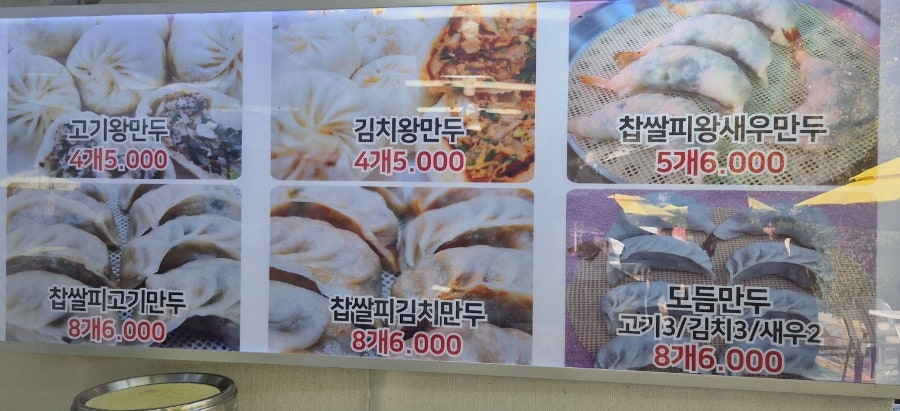 고기왕만두
4개5.000
김치왕만두
4개5.000
찹쌀피왕새우만두
5개6.000
찹쌀피고기만두
8개6.000
찹쌀피김치만두
8개6.000
모듬만두
고기3/김치3/새우2
8개6.000